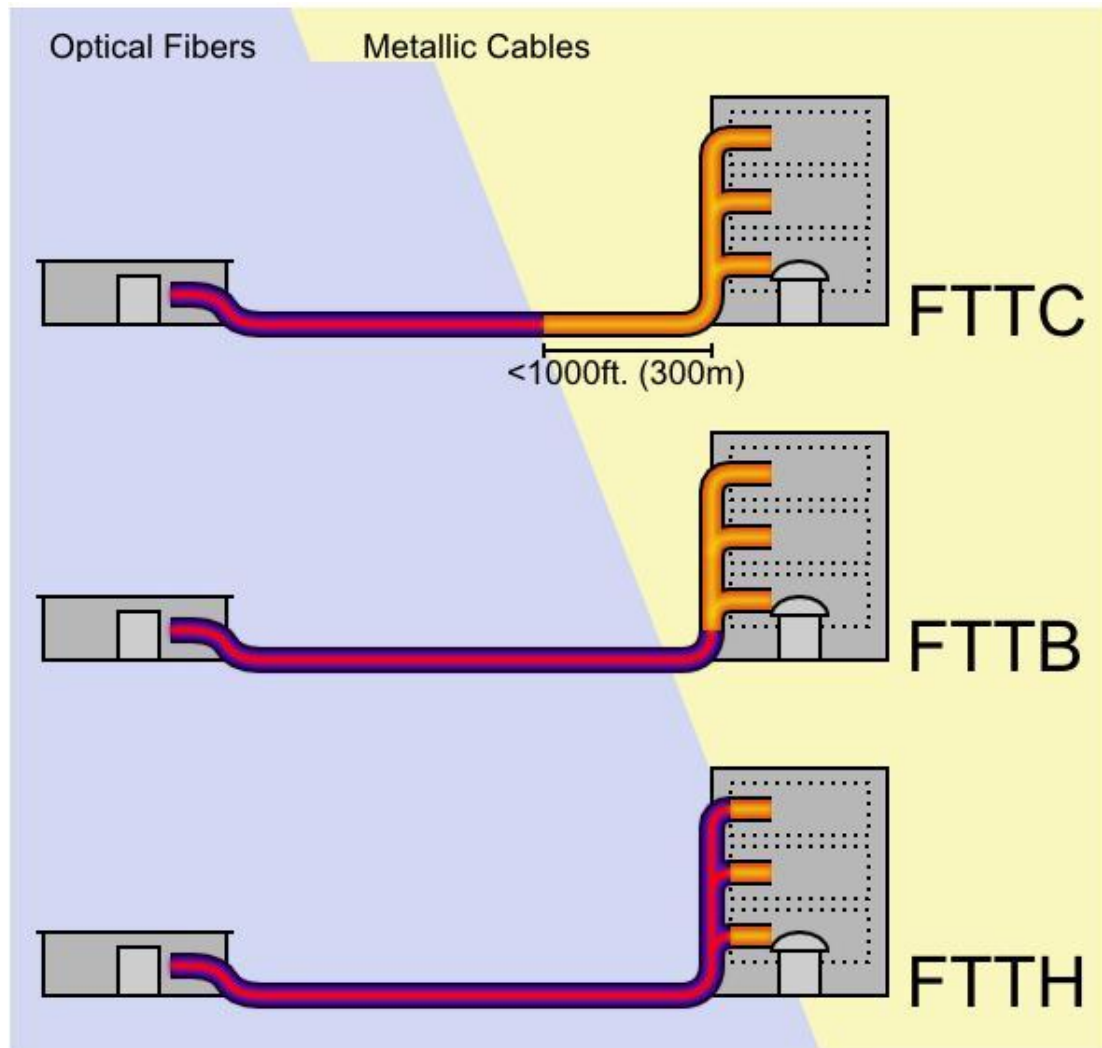 Optical Fibers
Metallic Cables
FTTC
<1000ft. (300m)
FTTB
FTTH